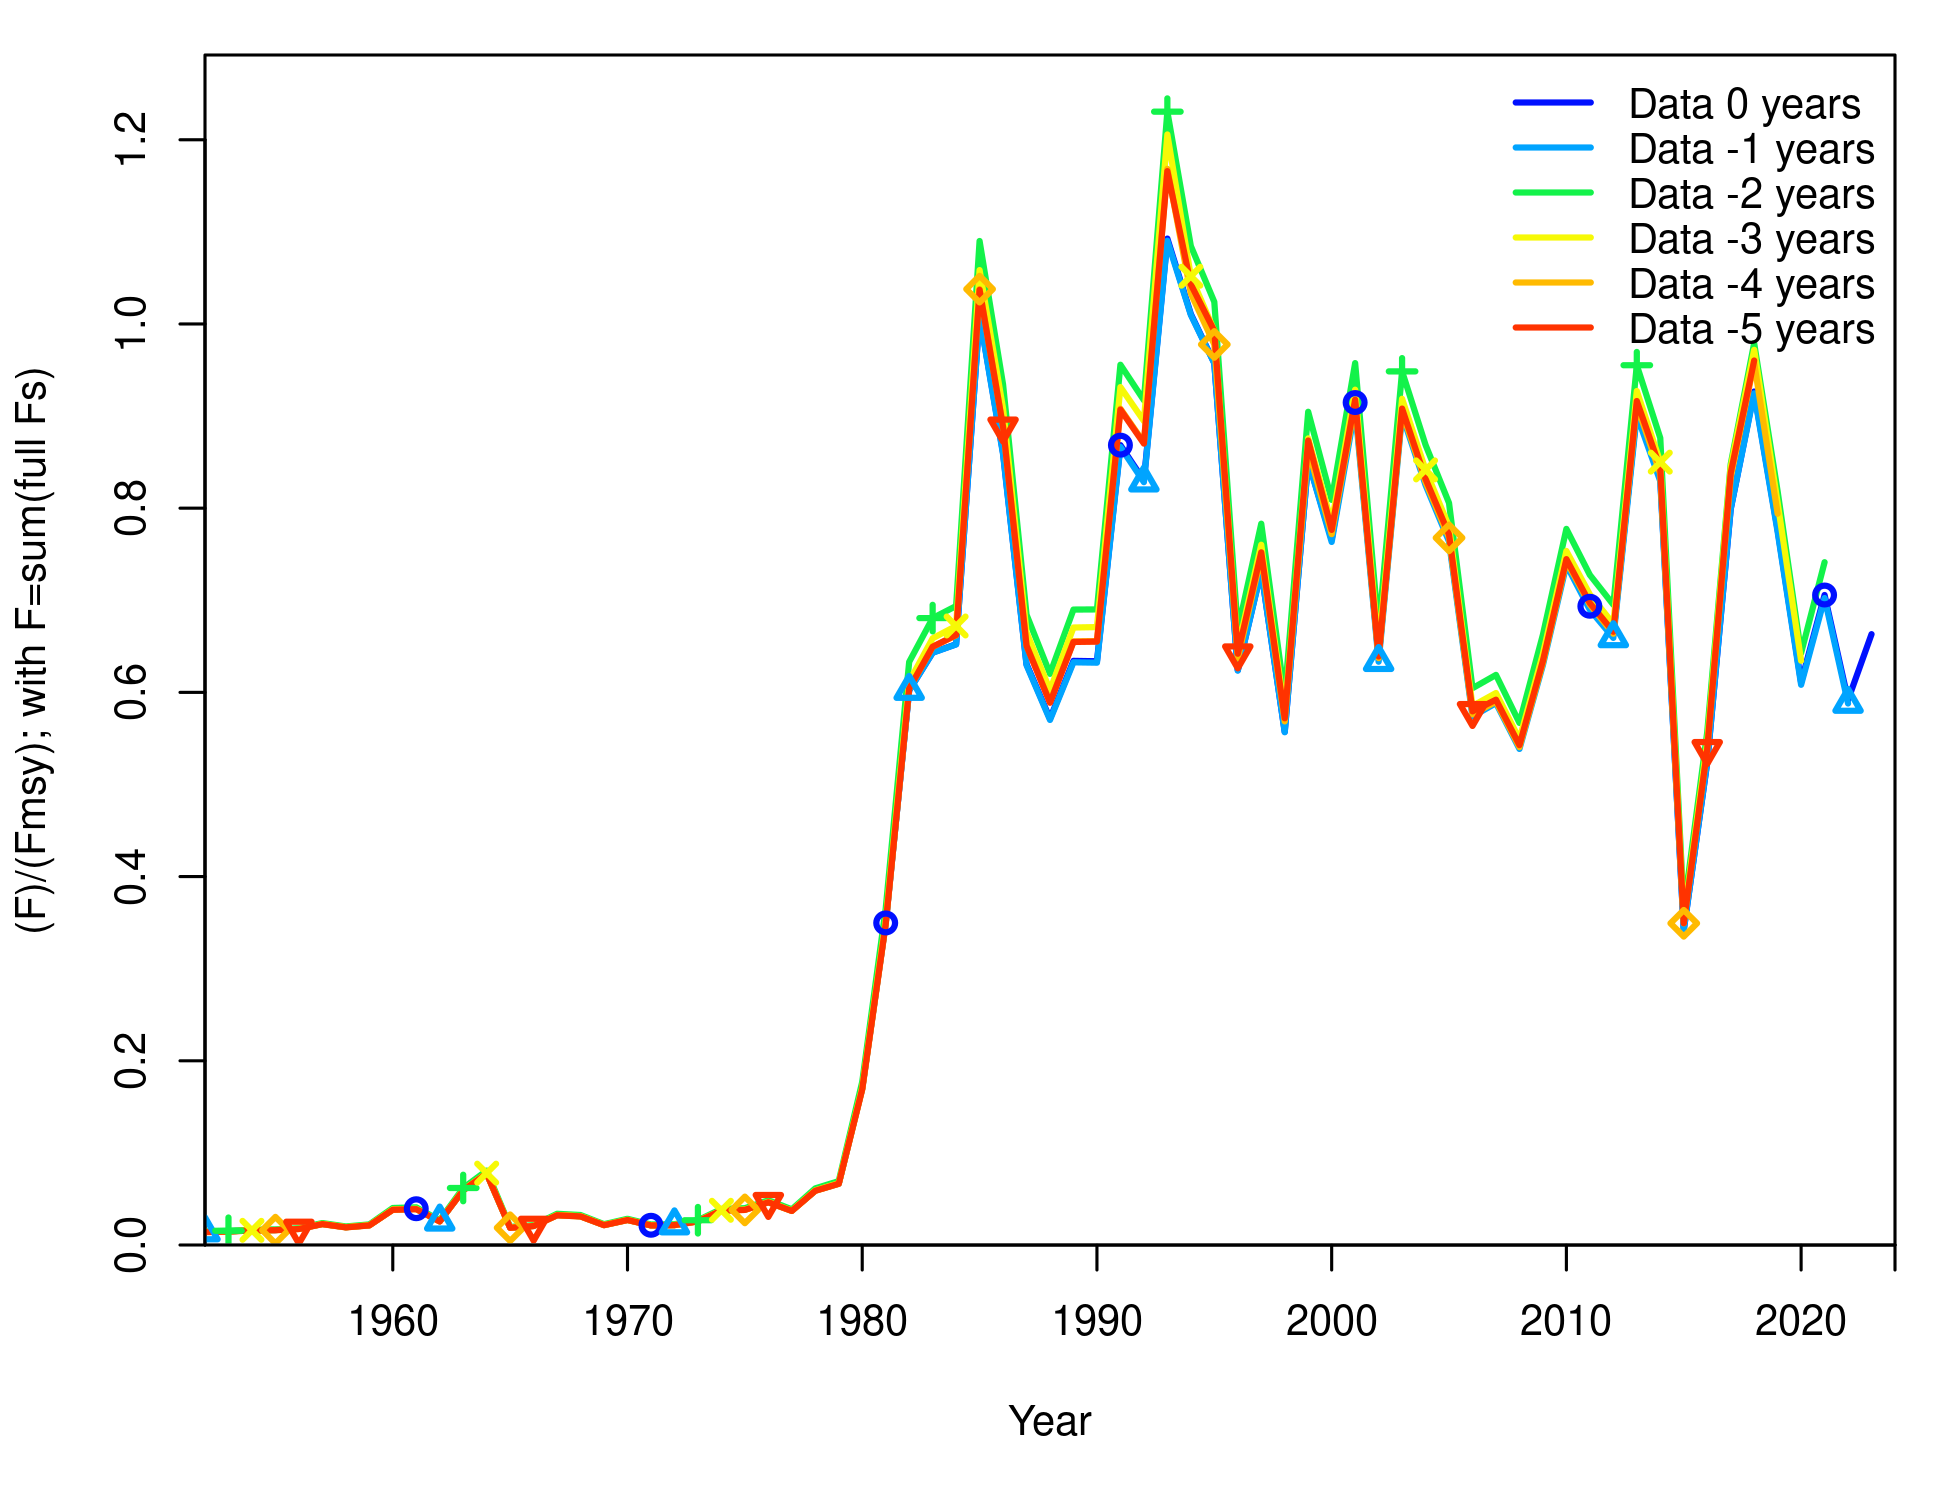 Data 0 years
Data -1 years
Data -2 years
Data -3 years
Data -4 years
Data -5 years
(F)/(Fmsy); with F=sum(full Fs)
1.2
1.0
0.8
0.6
0.4
0.2
0.0
1960 1970 1980 1990 2000 2010 2020
Year